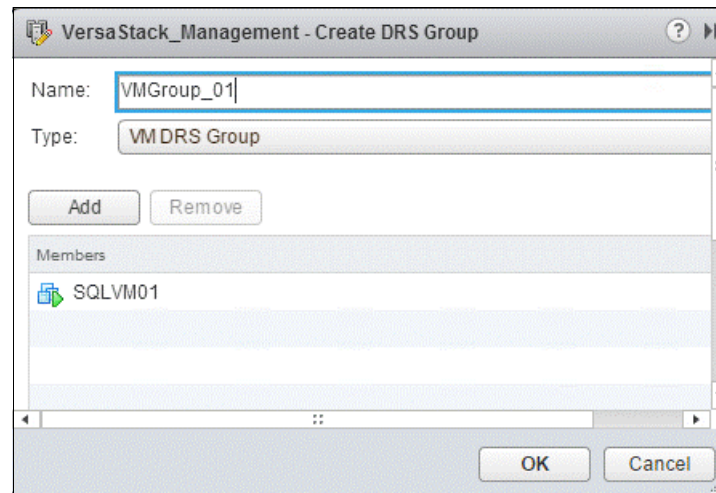 VersaStack_Management - Create DRS Group ?
Name: VMGroup_01
Type: VM DRS Group
Add Remove
Members
SQLVM01
OK Cancel